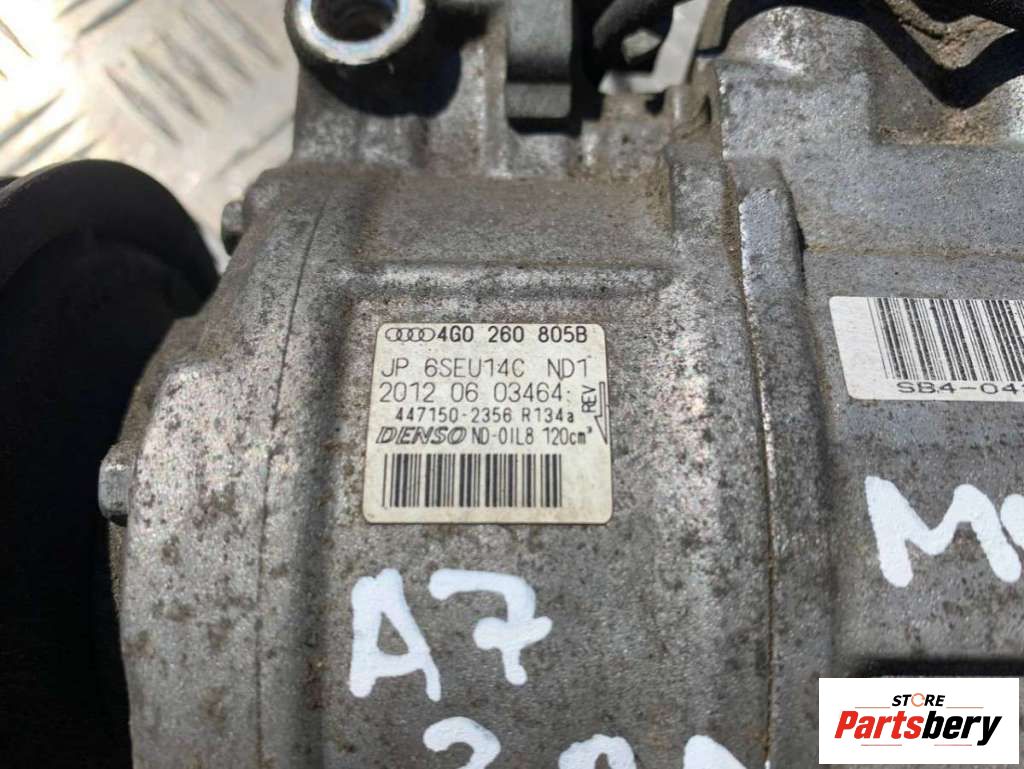 4G0 260 805B
JP 6SEU14C ND1
2012 06 03464:
REV
447150-2356 R134a
DENSO ND-OIL8 120cm³
A7
STORE
Partsbery